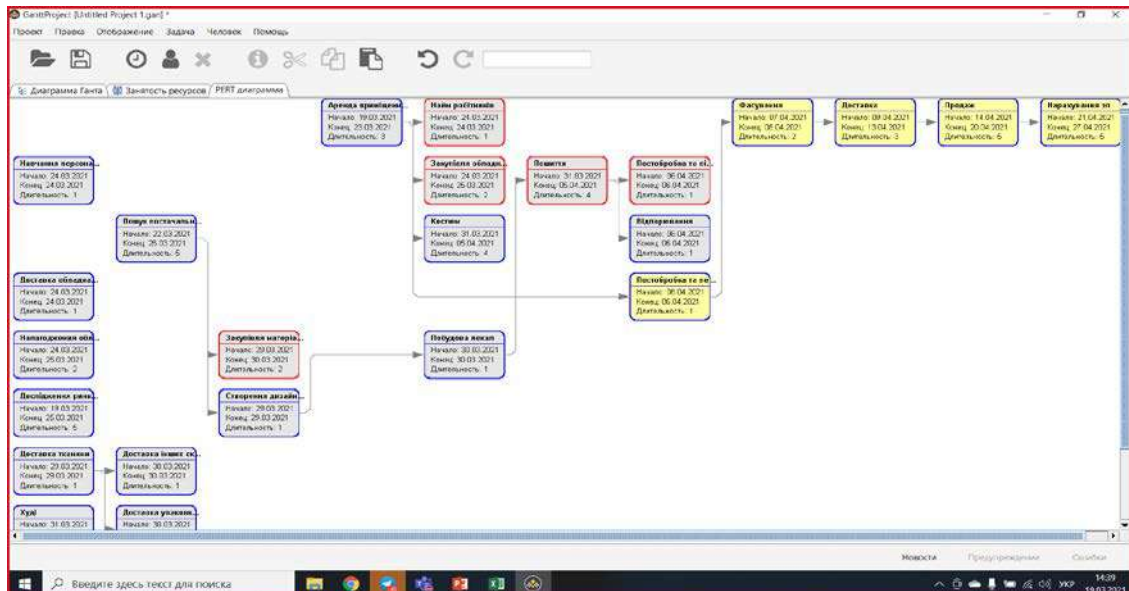 GanttProject [Untitled Project 1.gan] *
Проект Правка Отображение Задача Человек Помощь
Диаграмма Ганта
Занятость ресурсов
PERT диаграмма
Аренда приміщенн...
Начало: 19.03.2021
Конец: 23.03.2021
Длительность: 3
Найм робітників
Начало: 24.03.2021
Конец: 24.03.2021
Длительность: 1
Фасування
Начало: 07.04.2021
Конец: 08.04.2021
Длительность: 2
Доставка
Начало: 09.04.2021
Конец: 13.04.2021
Длительность: 3
Продаж
Начало: 14.04.2021
Конец: 20.04.2021
Длительность: 5
Нарахування зп
Начало: 21.04.2021
Конец: 27.04.2021
Длительность: 5
Навчання персона...
Начало: 24.03.2021
Конец: 24.03.2021
Длительность: 1
Закупівля обладн...
Начало: 24.03.2021
Конец: 25.03.2021
Длительность: 2
Пошиття
Начало: 31.03.2021
Конец: 05.04.2021
Длительность: 4
Постобробка та ві...
Начало: 06.04.2021
Конец: 06.04.2021
Длительность: 1
Пошук постачальн...
Начало: 22.03.2021
Конец: 26.03.2021
Длительность: 5
Костюм
Начало: 31.03.2021
Конец: 05.04.2021
Длительность: 4
Відпарювання
Начало: 06.04.2021
Конец: 06.04.2021
Длительность: 1
Доставка обладна...
Начало: 24.03.2021
Конец: 24.03.2021
Длительность: 1
Постобробка та
Начало: 06.04.2021
Конец: 06.04.2021
Длительность: 1
Налагодження обл...
Начало: 24.03.2021
Конец: 25.03.2021
Длительность: 2
Закупівля матеріа...
Начало: 29.03.2021
Конец: 30.03.2021
Длительность: 2
Побудова лекал
Начало: 30.03.2021
Конец: 30.03.2021
Длительность: 1
Дослідження ринк...
Начало: 19.03.2021
Конец: 25.03.2021
Длительность: 5
Створення дизайн...
Начало: 29.03.2021
Конец: 29.03.2021
Длительность: 1
Доставка тканини
Начало: 29.03.2021
Конец: 29.03.2021
Длительность: 1
Доставка інших ск...
Начало: 30.03.2021
Конец: 30.03.2021
Длительность: 1
Худі
Начало: 31.03.2021
Доставка упаковк...
Начало: 30.03.2021
Новости Предупреждения Ошибки
Введите здесь текст для поиска
УКР
14:39
19.03.2021